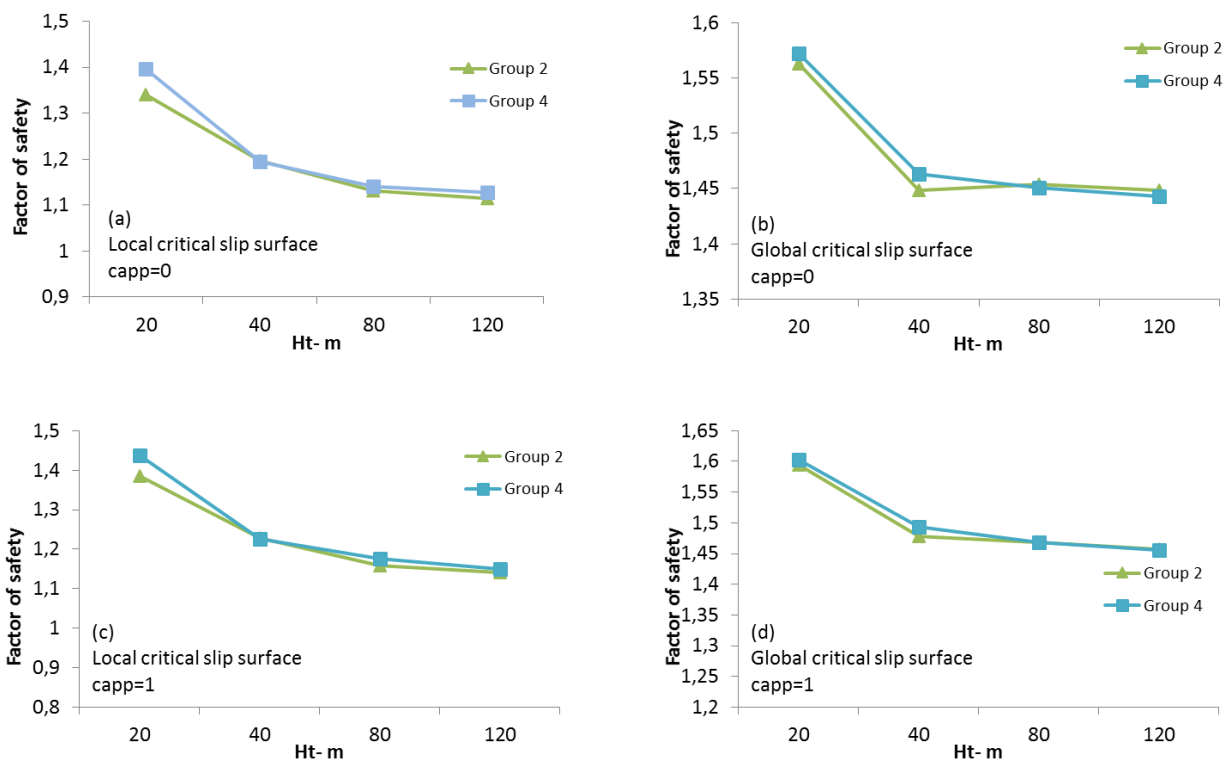 1,5
1,4
1,3
1,2
1,1
1
0,9
Factor of safety
Group 2
Group 4
(a)
Local critical slip surface
capp=0
20 40 80 120
Ht- m
1,6
1,55
1,5
1,45
1,4
1,35
Factor of safety
Group 2
Group 4
(b)
Global critical slip surface
capp=0
20 40 80 120
Ht- m
1,5
1,4
1,3
1,2
1,1
1
0,9
0,8
Factor of safety
Group 2
Group 4
(c)
Local critical slip surface
capp=1
20 40 80 120
Ht- m
1,65
1,6
1,55
1,5
1,45
1,4
1,35
1,3
1,25
1,2
Factor of safety
Group 2
Group 4
(d)
Global critical slip surface
capp=1
20 40 80 120
Ht- m